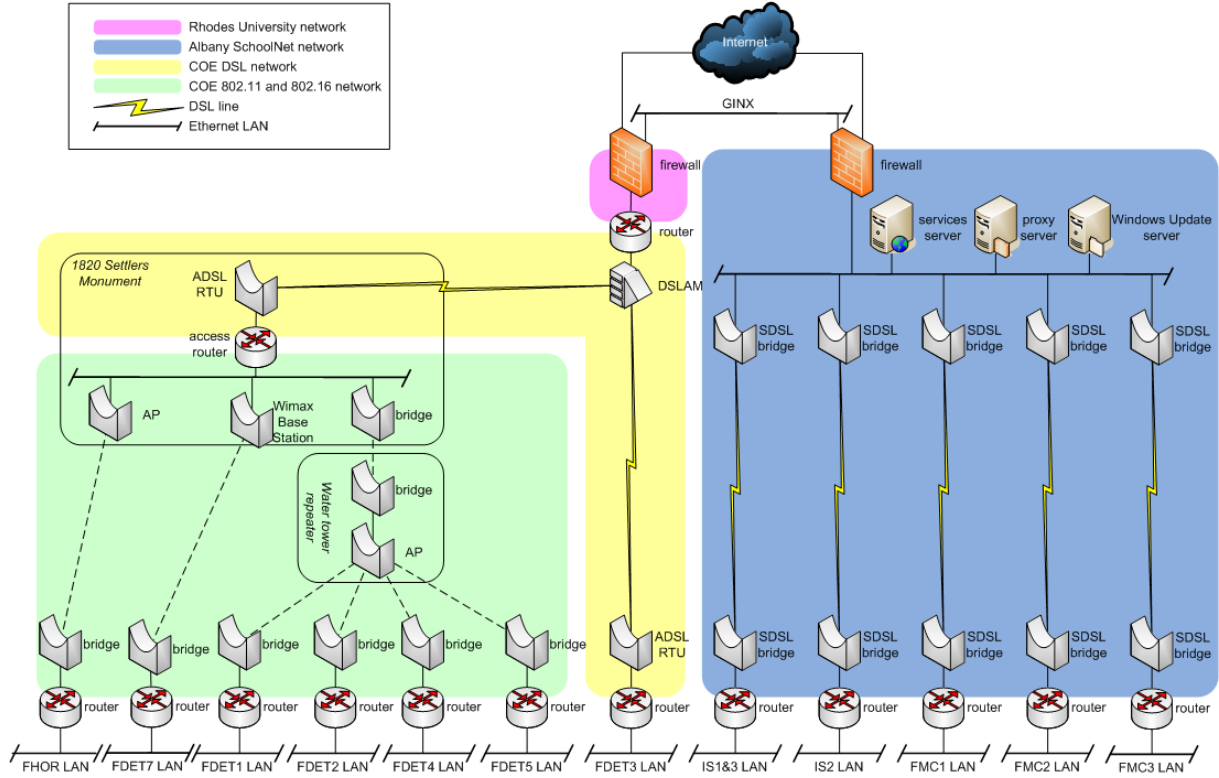 Rhodes University network
Albany SchoolNet network
COE DSL network
COE 802.11 and 802.16 network
DSL line
Ethernet LAN
Internet
GINX
firewall
firewall
router
services
server
proxy
server
Windows Update
server
1820 Settlers
Monument
ADSL
RTU
DSLAM
access
router
AP
Wimax
Base
Station
bridge
SDSL
bridge
SDSL
bridge
SDSL
bridge
SDSL
bridge
SDSL
bridge
Water tower
repeater
bridge
AP
bridge
bridge
bridge
bridge
bridge
bridge
ADSL
RTU
SDSL
bridge
SDSL
bridge
SDSL
bridge
SDSL
bridge
SDSL
bridge
router
router
router
router
router
router
router
router
router
router
router
router
FHOR LAN
FDET7 LAN
FDET1 LAN
FDET2 LAN
FDET4 LAN
FDET5 LAN
FDET3 LAN
IS1&3 LAN
IS2 LAN
FMC1 LAN
FMC2 LAN
FMC3 LAN